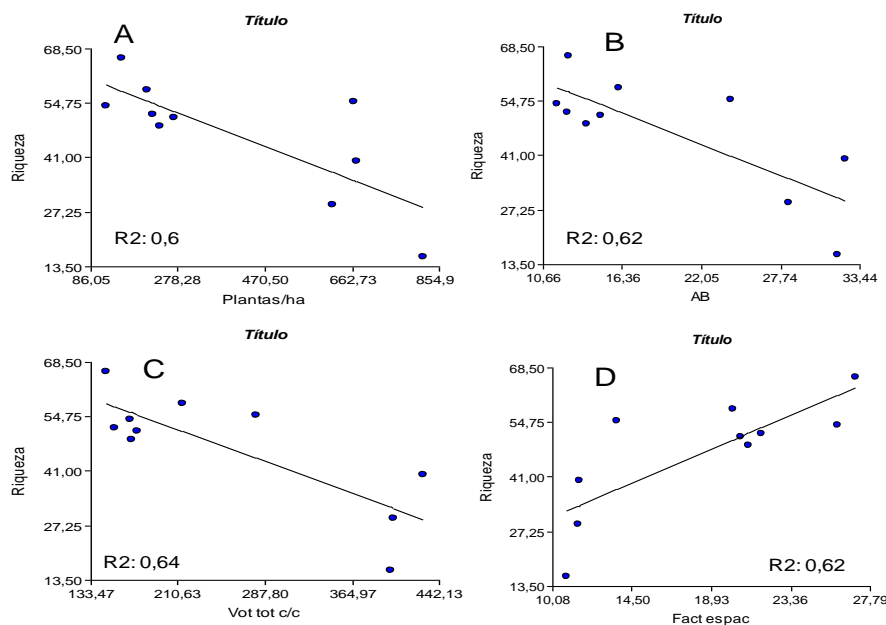 Título
A
68,50
54,75
41,00
27,25
13,50
Riqueza
R2: 0,6
86,05 278,28 470,50 662,73 854,9
Plantas/ha
Título
B
68,50
54,75
41,00
27,25
13,50
Riqueza
R2: 0,62
10,66 16,36 22,05 27,74 33,44
AB
Título
C
68,50
54,75
41,00
27,25
13,50
Riqueza
R2: 0,64
133,47 210,63 287,80 364,97 442,13
Vot tot c/c
Título
D
68,50
54,75
41,00
27,25
13,50
Riqueza
R2: 0,62
10,08 14,50 18,93 23,36 27,79
Fact espac